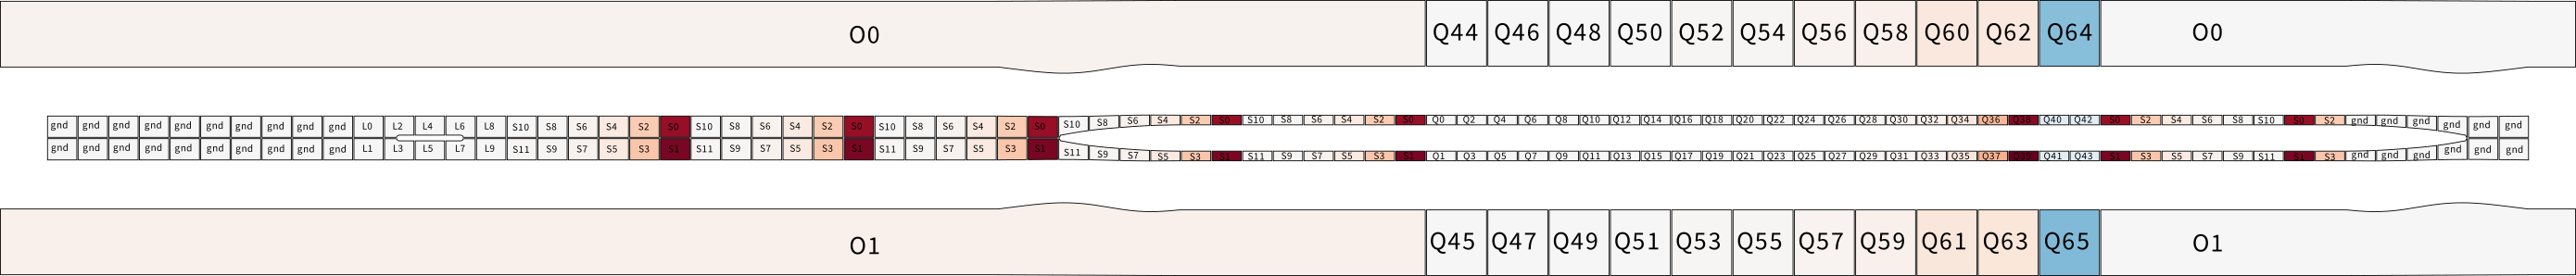 O0 Q44 Q46 Q48 Q50 Q52 Q54 Q56 Q58 Q60 Q62 Q64 O0
gnd gnd gnd gnd gnd gnd gnd gnd gnd gnd L0 L2 L4 L6 L8 S10 S8 S6 S4 S2 S0 S10 S8 S6 S4 S2 S0 S10 S8 S6 S4 S2 S0 S10 S8 S6 S4 S2 S0 S10 S8 S6 S4 S2 S0 Q0 Q2 Q4 Q6 Q8 Q10 Q12 Q14 Q16 Q18 Q20 Q22 Q24 Q26 Q28 Q30 Q32 Q34 Q36 Q38 Q40 Q42 S0 S2 S4 S6 S8 S10 S0 S2 gnd gnd gnd gnd gnd gnd
gnd gnd gnd gnd gnd gnd gnd gnd gnd gnd L1 L3 L5 L7 L9 S11 S9 S7 S5 S3 S1 S11 S9 S7 S5 S3 S1 S11 S9 S7 S5 S3 S1 S11 S9 S7 S5 S3 S1 S11 S9 S7 S5 S3 S1 Q1 Q3 Q5 Q7 Q9 Q11 Q13 Q15 Q17 Q19 Q21 Q23 Q25 Q27 Q29 Q31 Q33 Q35 Q37 Q39 Q41 Q43 S1 S3 S5 S7 S9 S11 S1 S3 gnd gnd gnd gnd gnd gnd
O1 Q45 Q47 Q49 Q51 Q53 Q55 Q57 Q59 Q61 Q63 Q65 O1